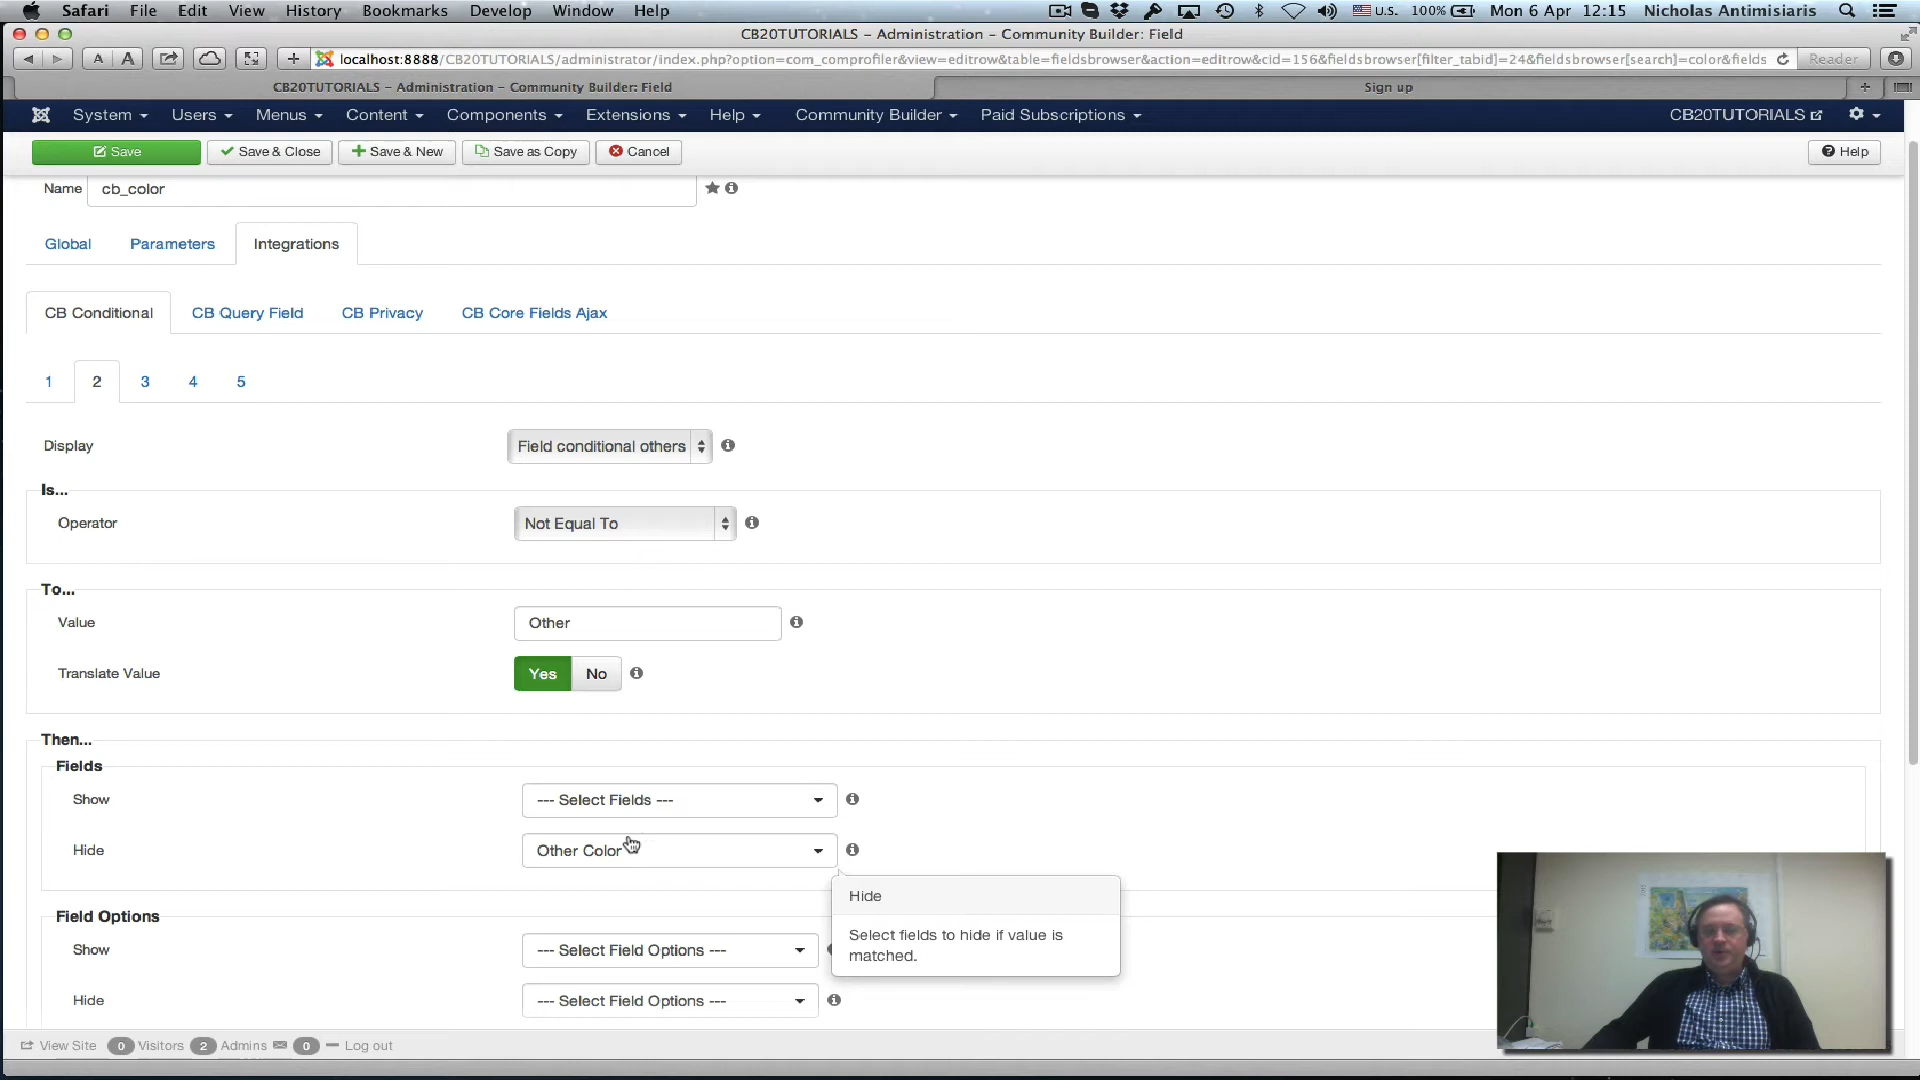 Safari File Edit View History Bookmarks Develop Window Help U.S. 100% Mon 6 Apr 12:15 Nicholas Antimisiaris
CB20TUTORIALS – Administration – Community Builder: Field
A A localhost:8888/CB20TUTORIALS/administrator/index.php?option=com_comprofiler&view=editrow&table=fieldsbrowser&action=editrow&cid=156&fieldsbrowser[filter_tabid]=24&fieldsbrowser[search]=color&fields Reader
CB20TUTORIALS – Administration – Community Builder: Field Sign up
System Users Menus Content Components Extensions Help Community Builder Paid Subscriptions CB20TUTORIALS
Save Save & Close Save & New Save as Copy Cancel Help
Name cb_color
Global Parameters Integrations
CB Conditional CB Query Field CB Privacy CB Core Fields Ajax
1 2 3 4 5
Display Field conditional others
Is...
Operator Not Equal To
To...
Value Other
Translate Value Yes No
Then...
Fields
Show --- Select Fields ---
Hide Other Color
Hide
Field Options
Select fields to hide if value is
Show --- Select Field Options ---
matched.
Hide --- Select Field Options ---
View Site 0 Visitors 2 Admins 0 Log out